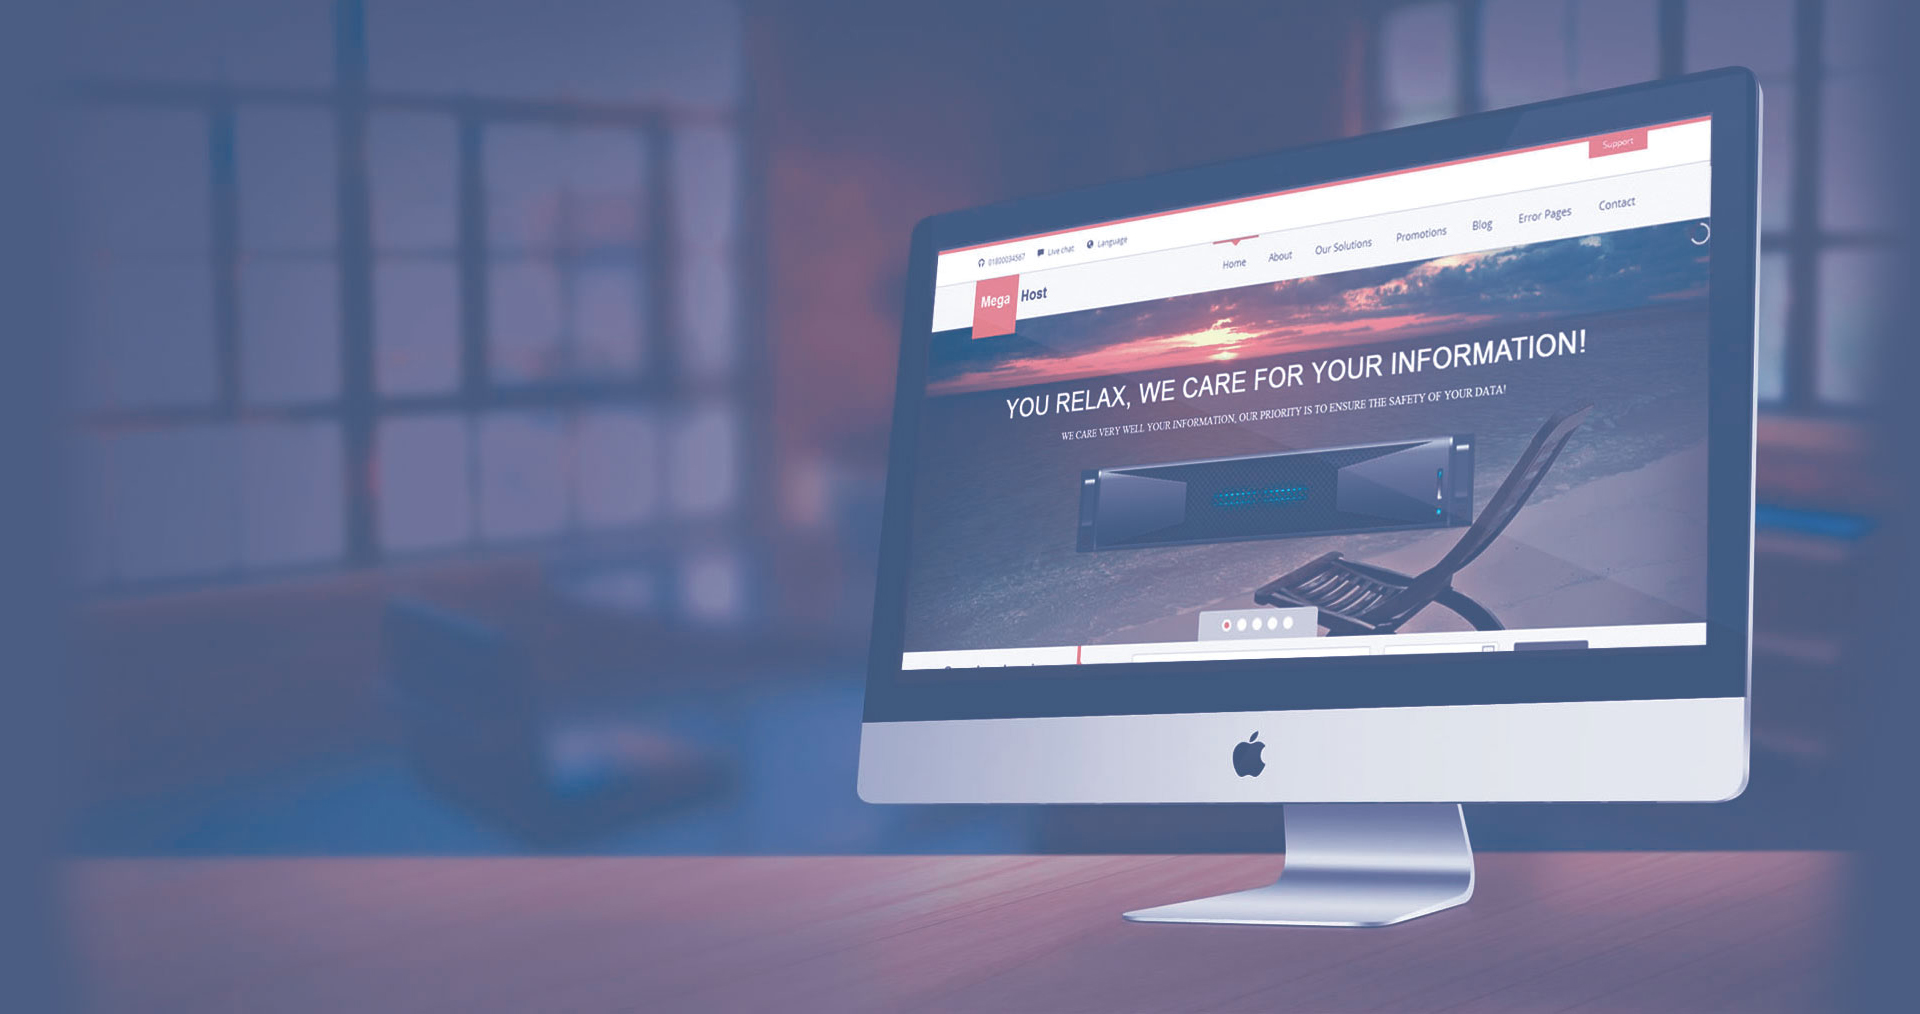 Support
01800034567 Live chat Language
Home About Our Solutions Promotions Blog Error Pages Contact
Mega Host
YOU RELAX, WE CARE FOR YOUR INFORMATION!
WE CARE VERY WELL YOUR INFORMATION, OUR PRIORITY IS TO ENSURE THE SAFETY OF YOUR DATA!